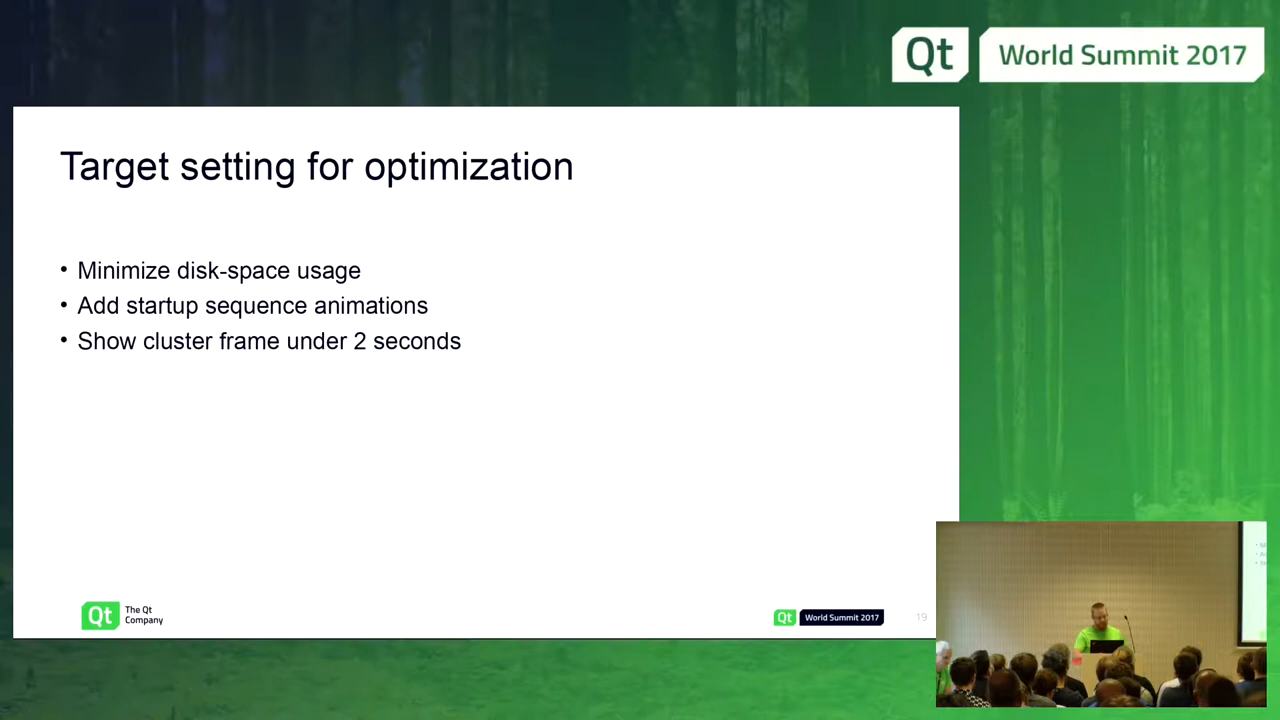 Qt World Summit 2017
Target setting for optimization
• Minimize disk-space usage
• Add startup sequence animations
• Show cluster frame under 2 seconds
Qt The Qt Company
Qt World Summit 2017
19